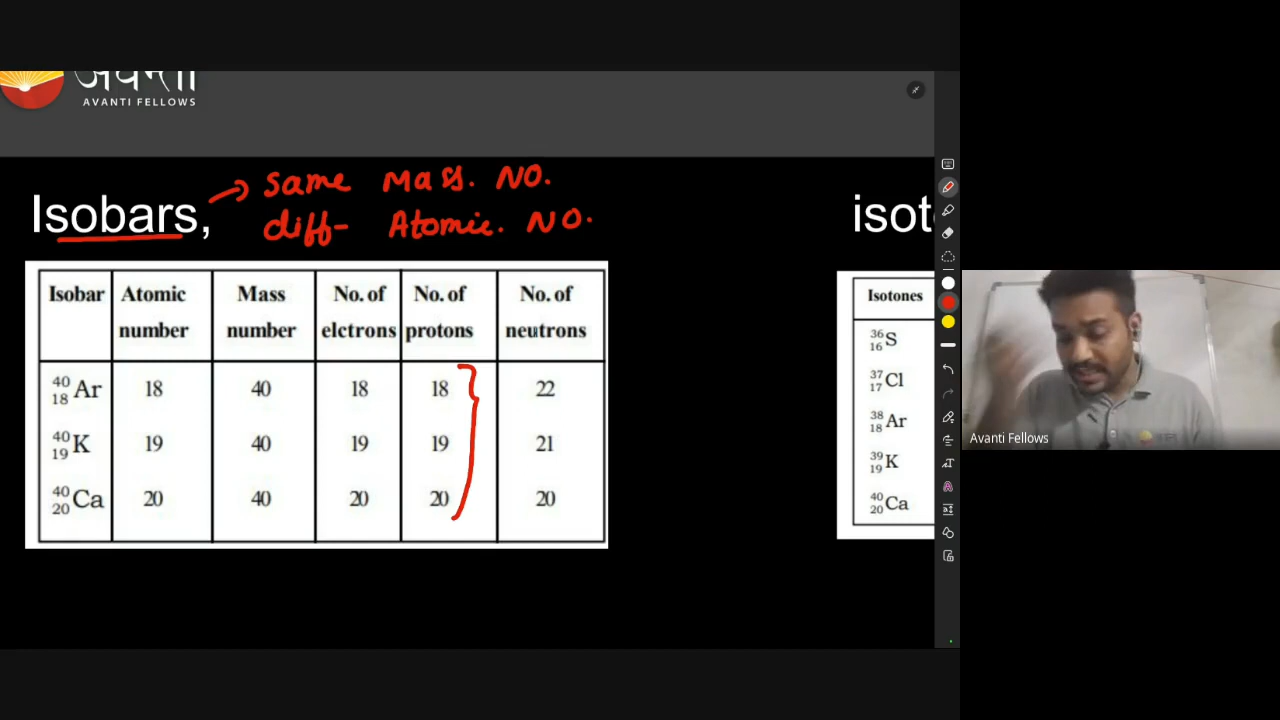 अवन्ती
AVANTI FELLOWS
Isobars,
same Mass. NO.
diff- Atomic. NO.
Isobar Atomic number Mass number No. of elctrons No. of protons No. of neutrons
40 18 Ar 18 40 18 18 22
40 19 K 19 40 19 19 21
40 20 Ca 20 40 20 20 20
isot
Isotones
36 16 S
37 17 Cl
38 18 Ar
39 19 K
40 20 Ca
Avanti Fellows